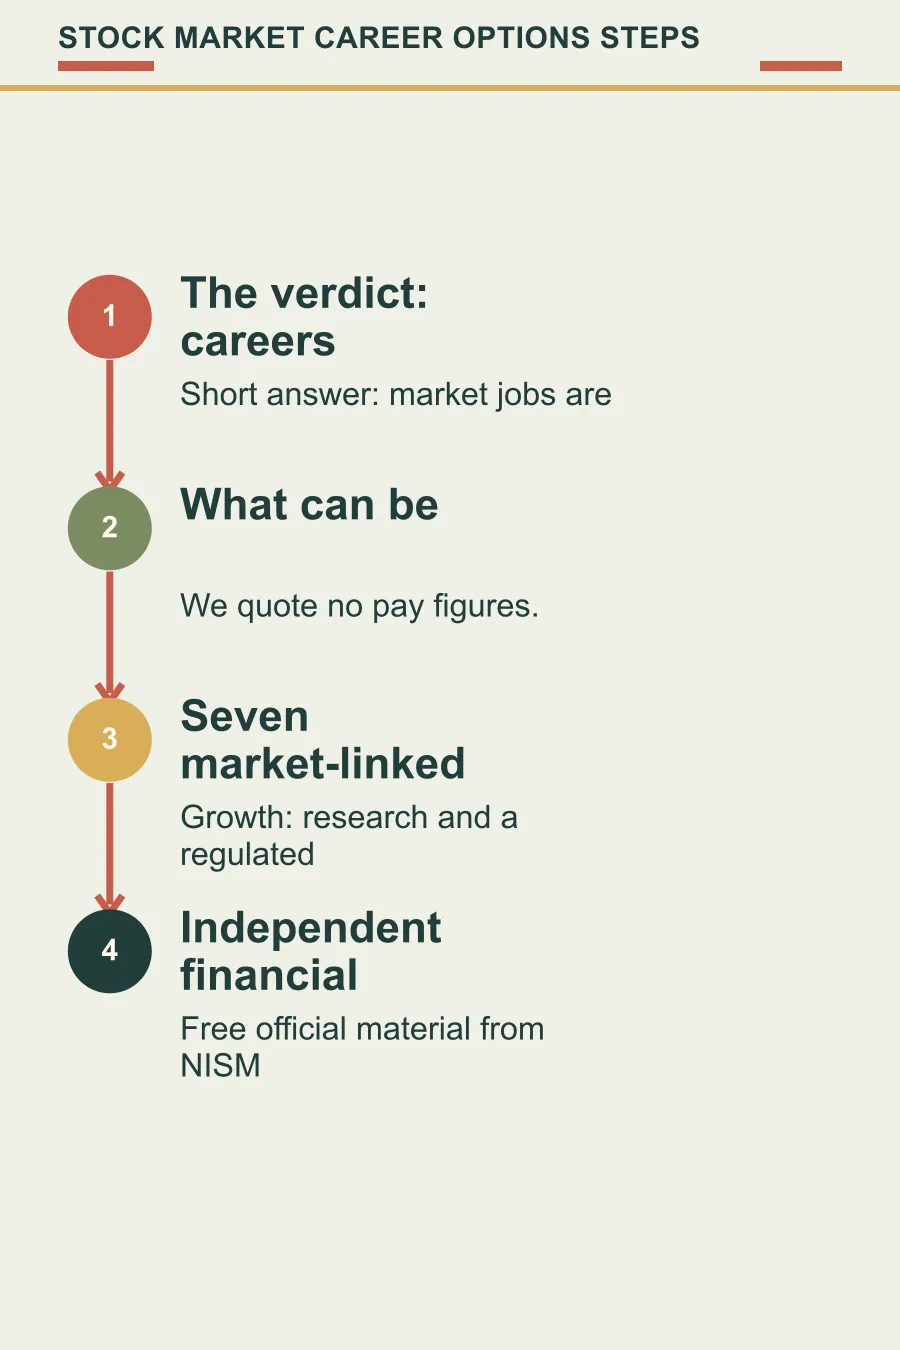 STOCK MARKET CAREER OPTIONS STEPS
1
The verdict:
careers
Short answer: market jobs are
2
What can be
We quote no pay figures.
3
Seven
market-linked
Growth: research and a
regulated
4
Independent
financial
Free official material from
NISM